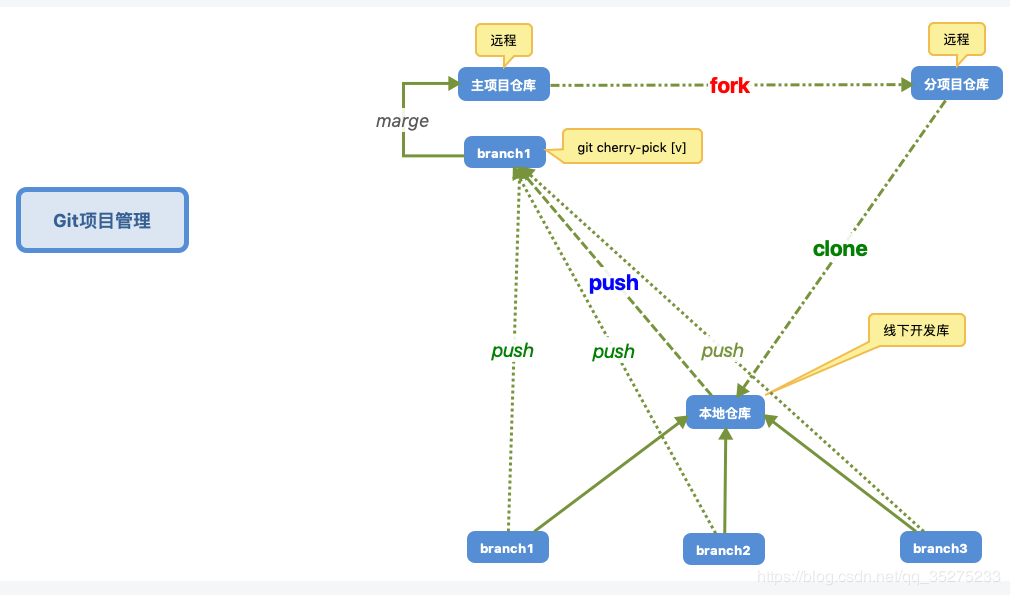 远程
远程
主项目仓库
fork
分项目仓库
marge
branch1
git cherry-pick [v]
Git项目管理
clone
push
线下开发库
push
push
push
本地仓库
branch1
branch2
branch3
https://blog.csdn.net/qq_35275233